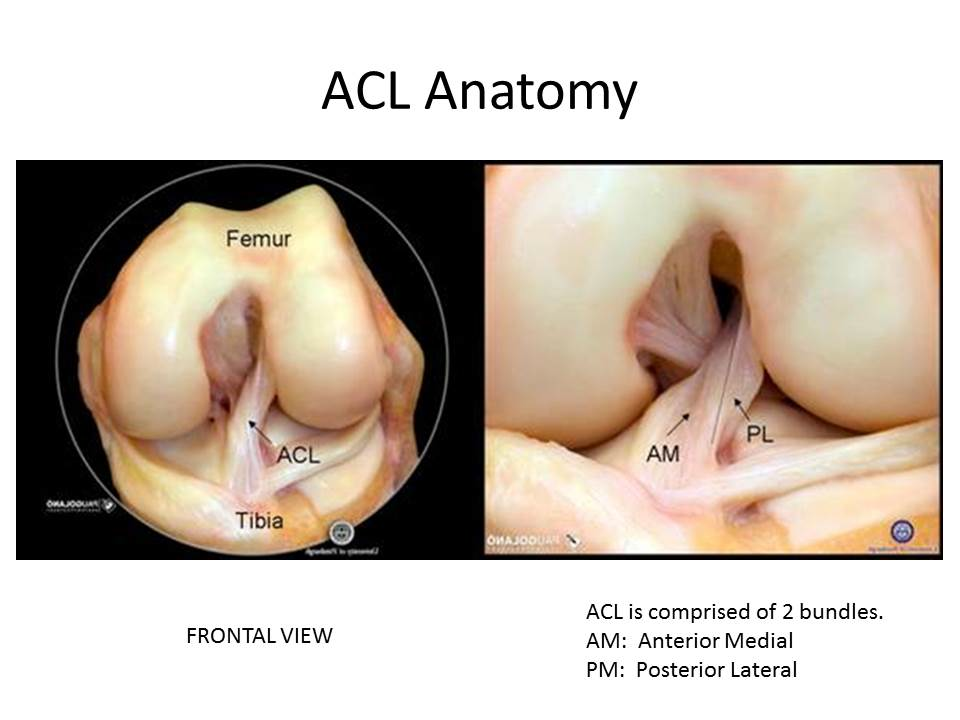 ACL Anatomy
Femur
ACL
Tibia
AM
PL
FRONTAL VIEW
ACL is comprised of 2 bundles.
AM: Anterior Medial
PM: Posterior Lateral